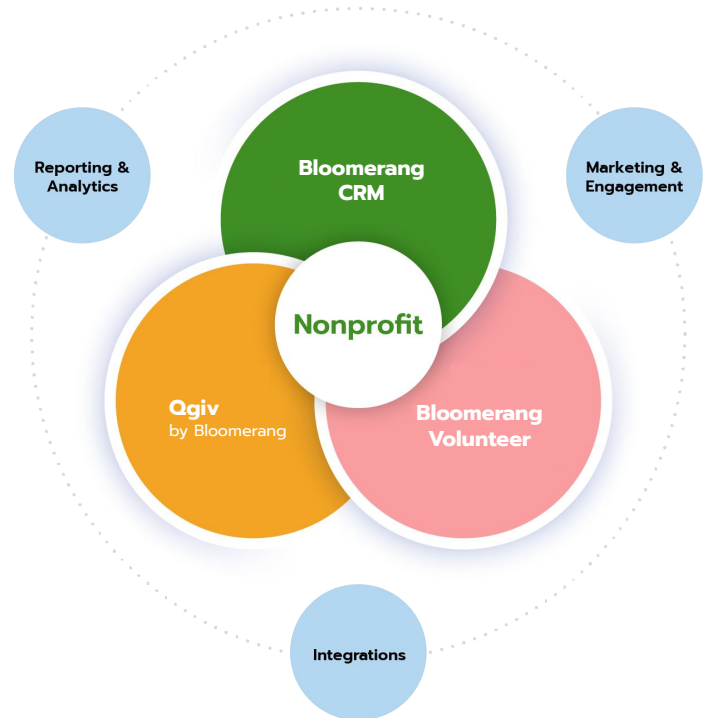 Bloomerang
CRM
Reporting &
Analytics
Marketing &
Engagement
Nonprofit
Qgiv
by Bloomerang
Bloomerang
Volunteer
Integrations